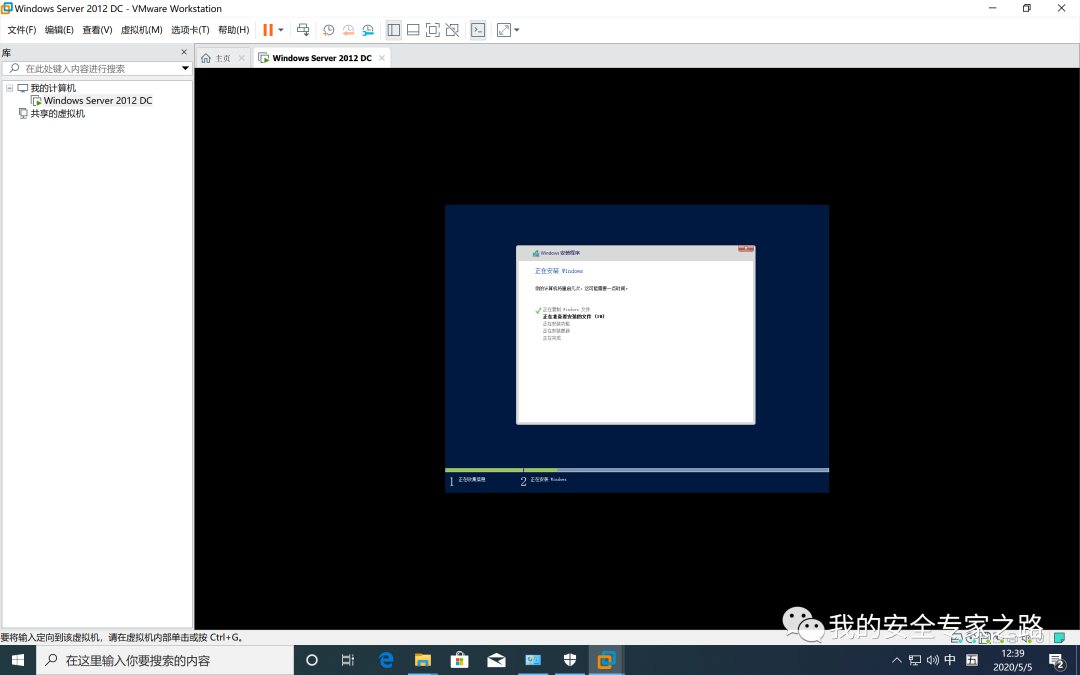 Windows Server 2012 DC - VMware Workstation
文件(F) 编辑(E) 查看(V) 虚拟机(M) 选项卡(T) 帮助(H)
库
主页
Windows Server 2012 DC
在此处键入内容进行搜索
我的计算机
Windows Server 2012 DC
共享的虚拟机
Windows 安装程序
正在安装 Windows
你的计算机将重启几次。这可能需要一点时间。
正在复制 Windows 文件
正在准备要安装的文件
正在安装功能
正在安装更新
正在完成
1 正在收集信息
2 正在安装 Windows
我的安全专家之路
要将输入定向到该虚拟机，请在虚拟机内部单击或按 Ctrl+G。
在这里输入你要搜索的内容
中
五
12:39
2020/5/5
2